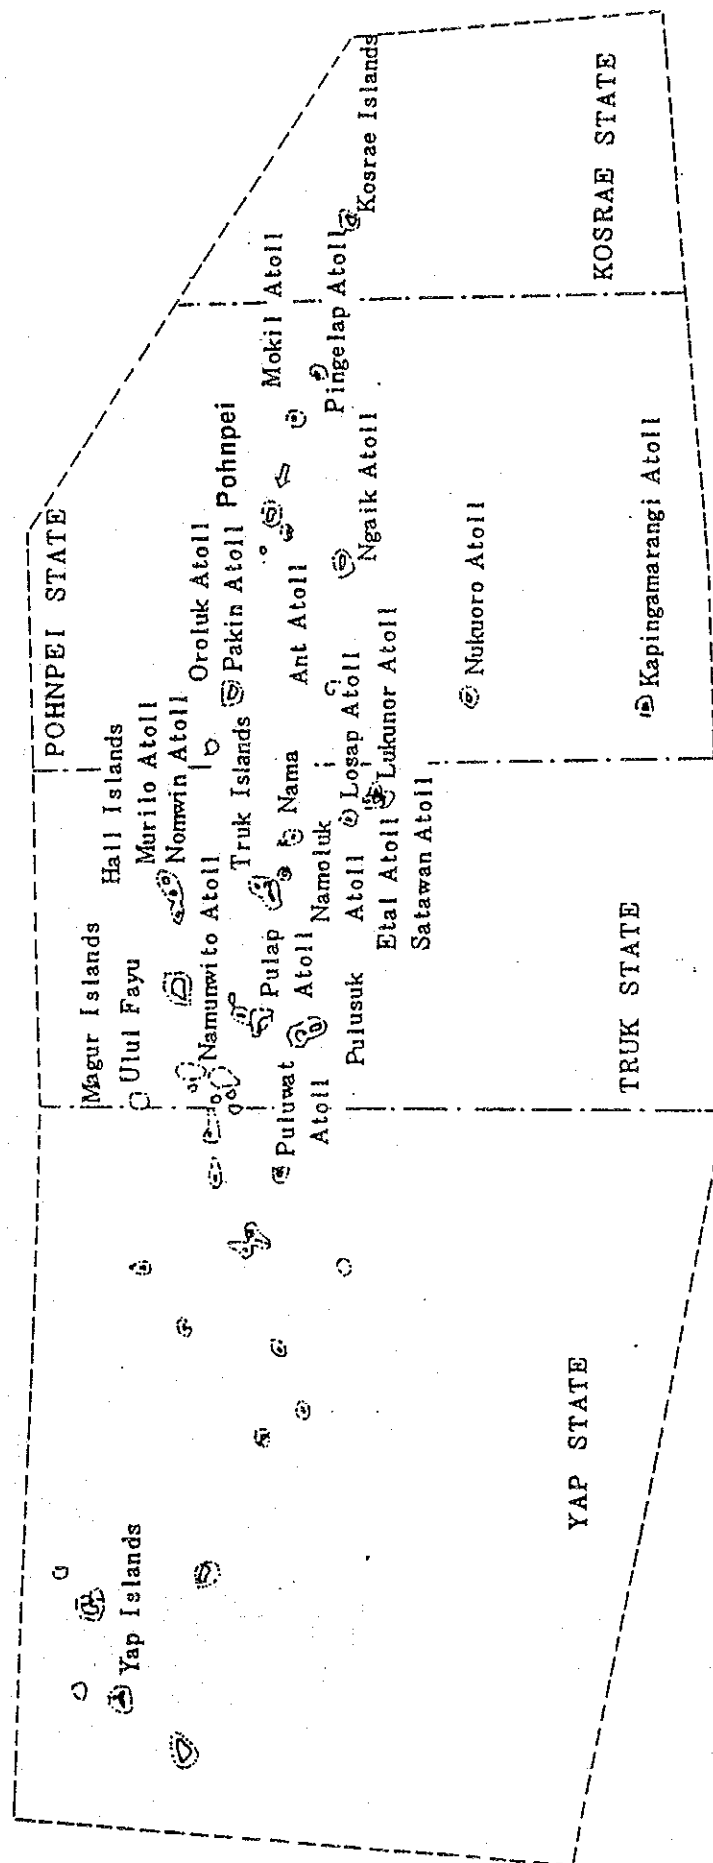 POHNPEI STATE
Hall Islands
Murilo Atoll
Nomwin Atoll
Magur Islands
Ulul Fayu
Namunwito Atoll
Truk Islands
Oroluk Atoll
Pakin Atoll
Pohnpei
Mokil Atoll
Pulap
Atoll
Nama
Ant Atoll
Pingelap Atoll
Kosrae Islands
Puluwat
Atoll
Namoluk
Atoll
Losap Atoll
Ngaik Atoll
Pulusuk
Etal Atoll
Lukunor Atoll
Satawan Atoll
Nukuoro Atoll
Kapingamarangi Atoll
Yap Islands
YAP STATE
TRUK STATE
KOSRAE STATE